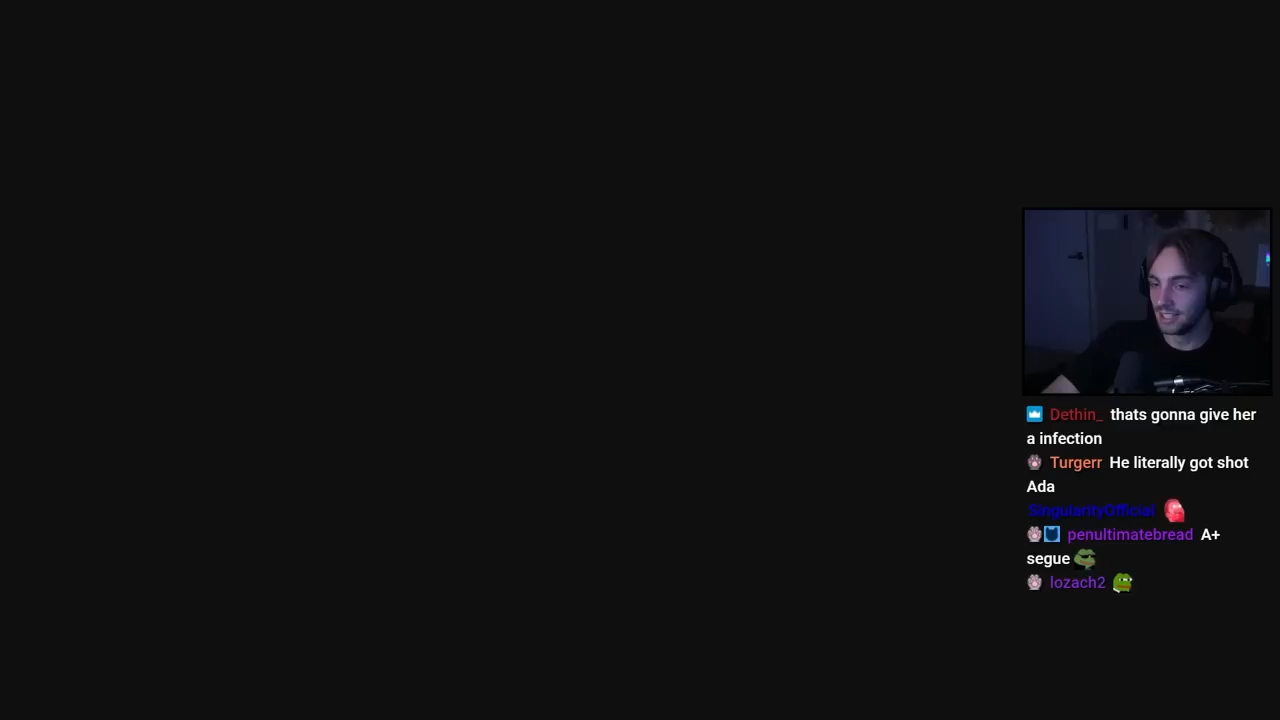 Dethin_ thats gonna give her
a infection
Turgerr He literally got shot
Ada
SingularityOfficial
penultimatebread A+
segue
lozach2